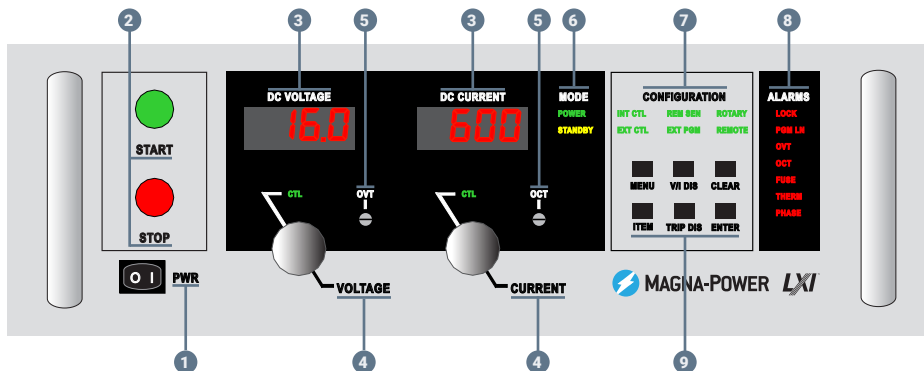 2 3 5 3 5 6 7 8
DC VOLTAGE DC CURRENT MODE CONFIGURATION ALARMS
16.0 600 POWER INT CTL REM SEN ROTARY LOCK
STANDBY EXT CTL EXT PGM REMOTE PGM LN
START OVT
OCT
FUSE
THERM
PHASE
MENU V/I DIS CLEAR
CTL OVT CTL OCT
ITEM TRIP DIS ENTER
STOP
O I PWR
VOLTAGE CURRENT
MAGNA-POWER LXI
1 4 4 9